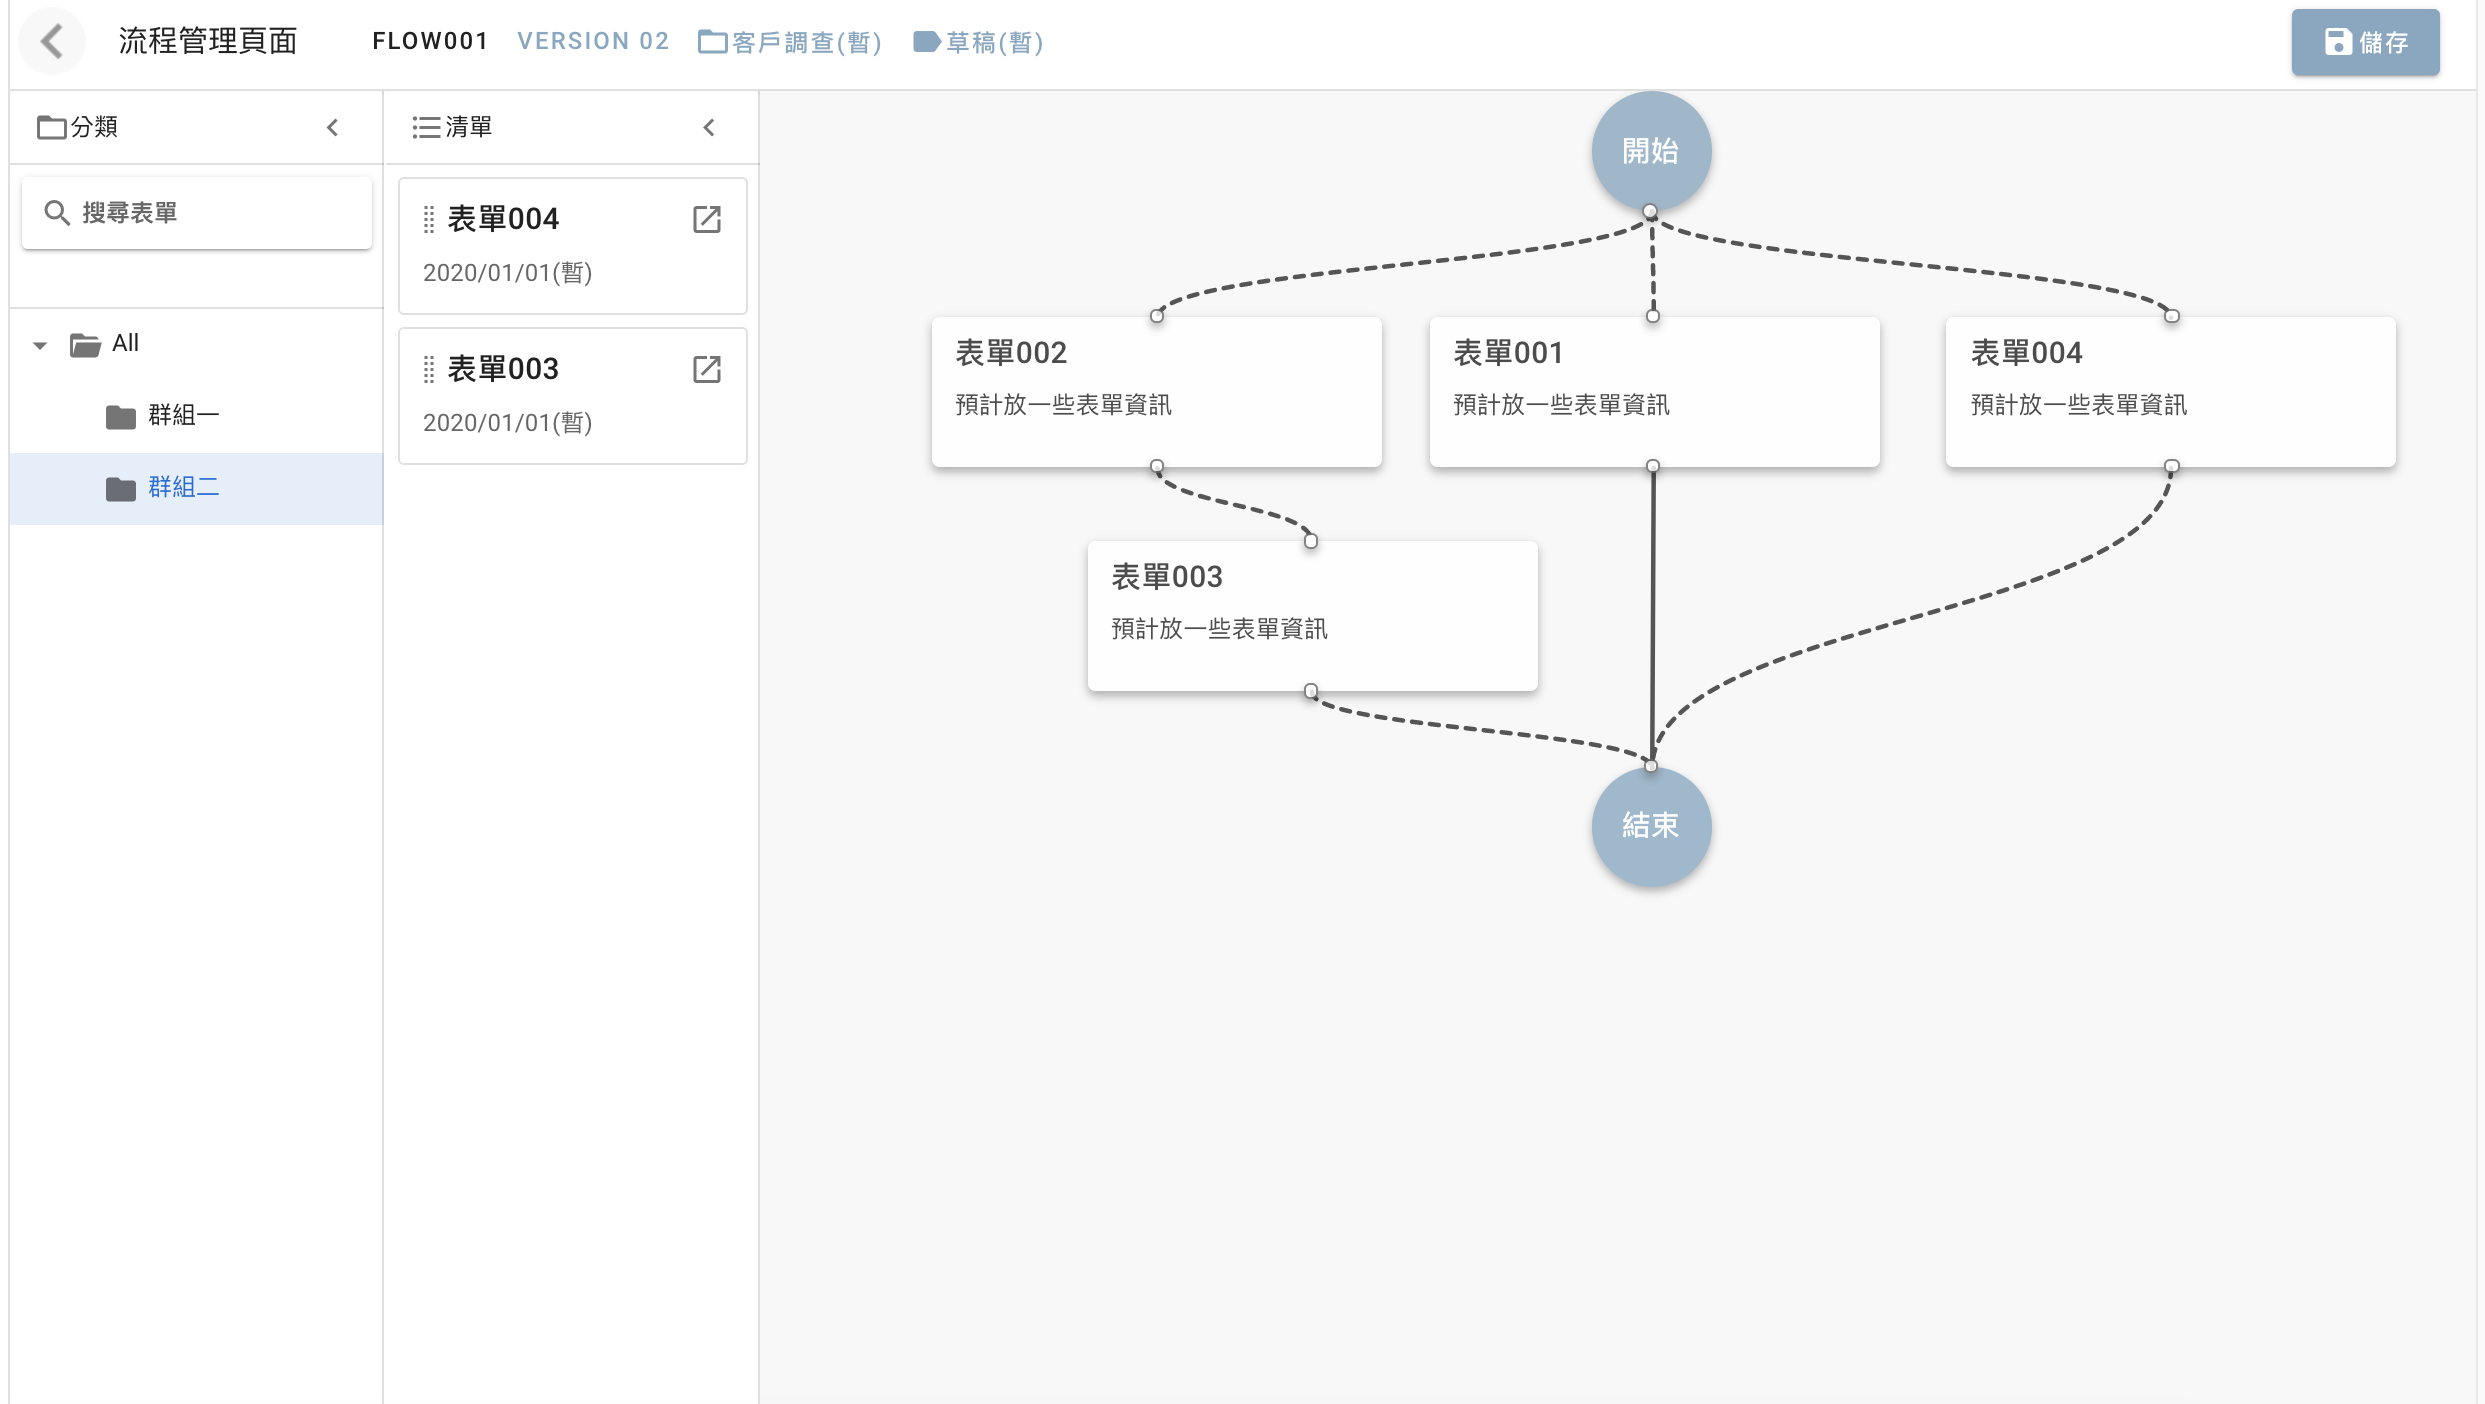 流程管理頁面 FLOW001 VERSION 02 客戶調查(暫) 草稿(暫) 儲存
分類
搜尋表單
All
群組一
群組二
清單
表單004
2020/01/01(暫)
表單003
2020/01/01(暫)
開始
表單002
預計放一些表單資訊
表單001
預計放一些表單資訊
表單004
預計放一些表單資訊
表單003
預計放一些表單資訊
結束